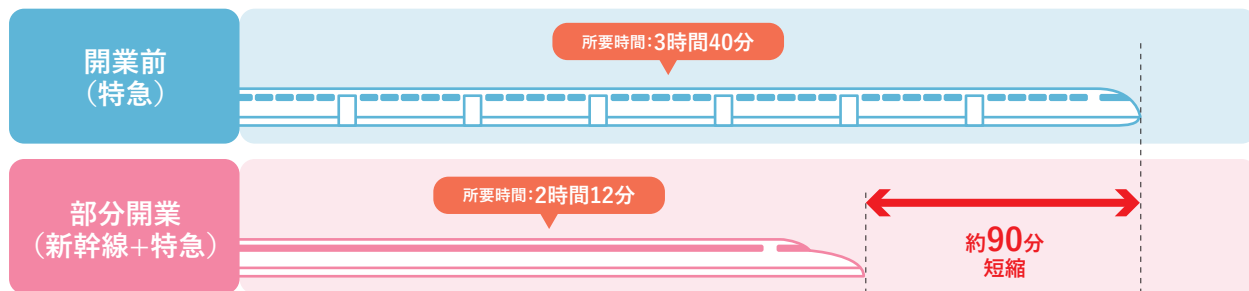 開業前
（特急）
所要時間：3時間40分
部分開業
（新幹線＋特急）
所要時間：2時間12分
約90分
短縮